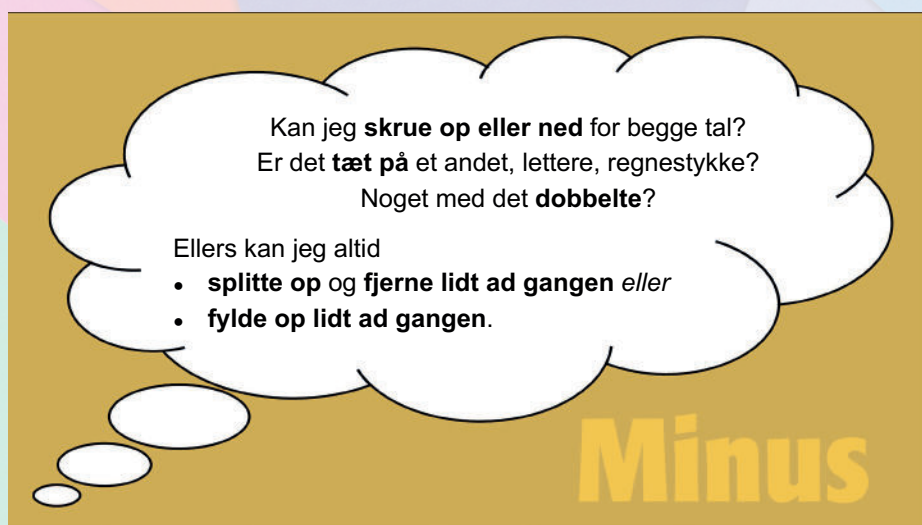 Kan jeg skrue op eller ned for begge tal?
Er det tæt på et andet, lettere, regnestykke?
Noget med det dobbelte?
Ellers kan jeg altid
• splitte op og fjerne lidt ad gangen eller
• fylde op lidt ad gangen.
Minus